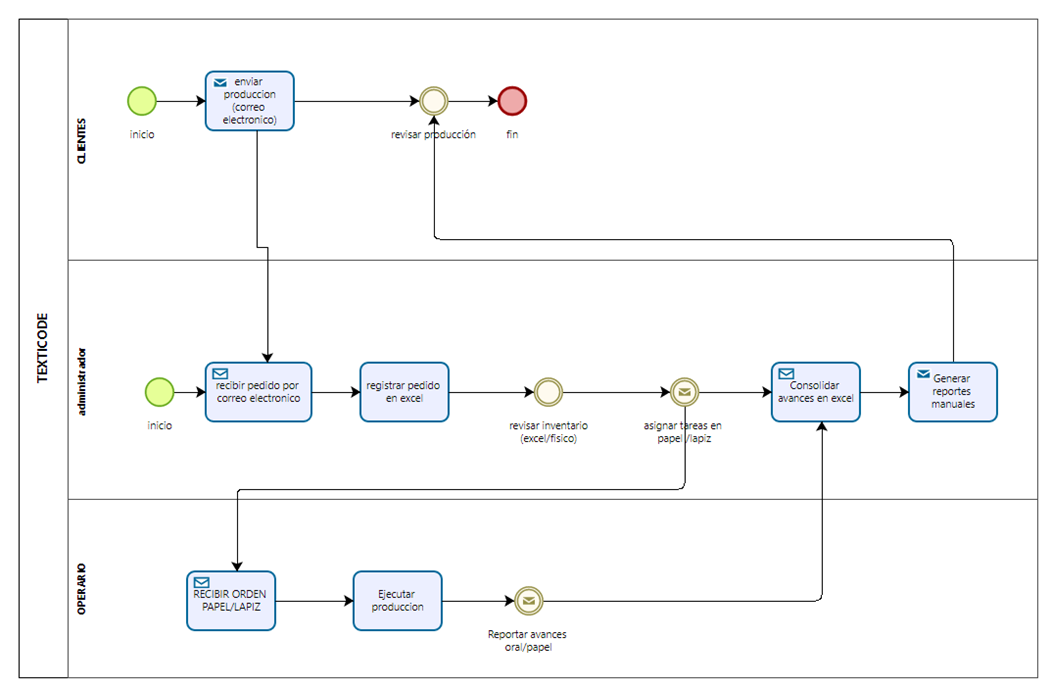 TEXTICODE
CLIENTES
inicio
enviar
produccion
(correo
electronico)
revisar producción
fin
administrador
inicio
recibir pedido por
correo electronico
registrar pedido
en excel
revisar inventario
(excel/fisico)
asignar tareas en
papel /lapiz
Consolidar
avances en excel
Generar
reportes
manuales
OPERARIO
RECIBIR ORDEN
PAPEL/LAPIZ
Ejecutar
produccion
Reportar avances
oral/papel